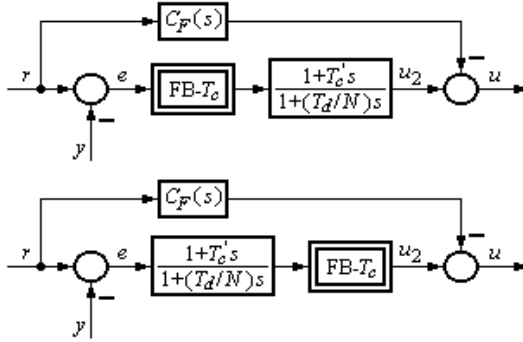 C_F(s)
r e FB-T_c 1+T_c's u_2 u
1+(T_d/N)s
y
C_F(s)
r e 1+T_c's FB-T_c u_2 u
1+(T_d/N)s
y